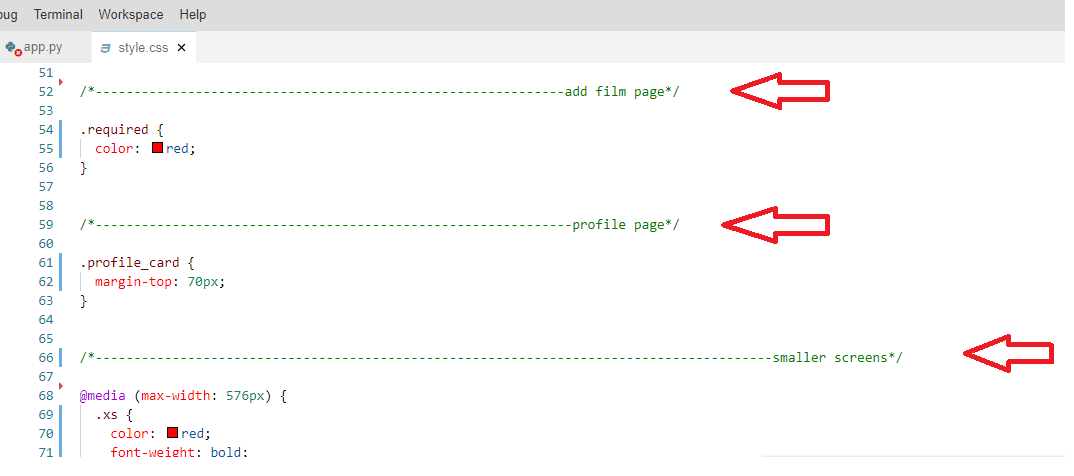 bug Terminal Workspace Help
app.py style.css ×
51
52 /*-------------------------------------------------------------add film page*/
53
54 .required {
55 color: red;
56 }
57
58
59 /*--------------------------------------------------------------profile page*/
60
61 .profile_card {
62 margin-top: 70px;
63 }
64
65
66 /*----------------------------------------------------------------------------------------smaller screens*/
67
68 @media (max-width: 576px) {
69 .xs {
70 color: red;
71 font-weight: bold;